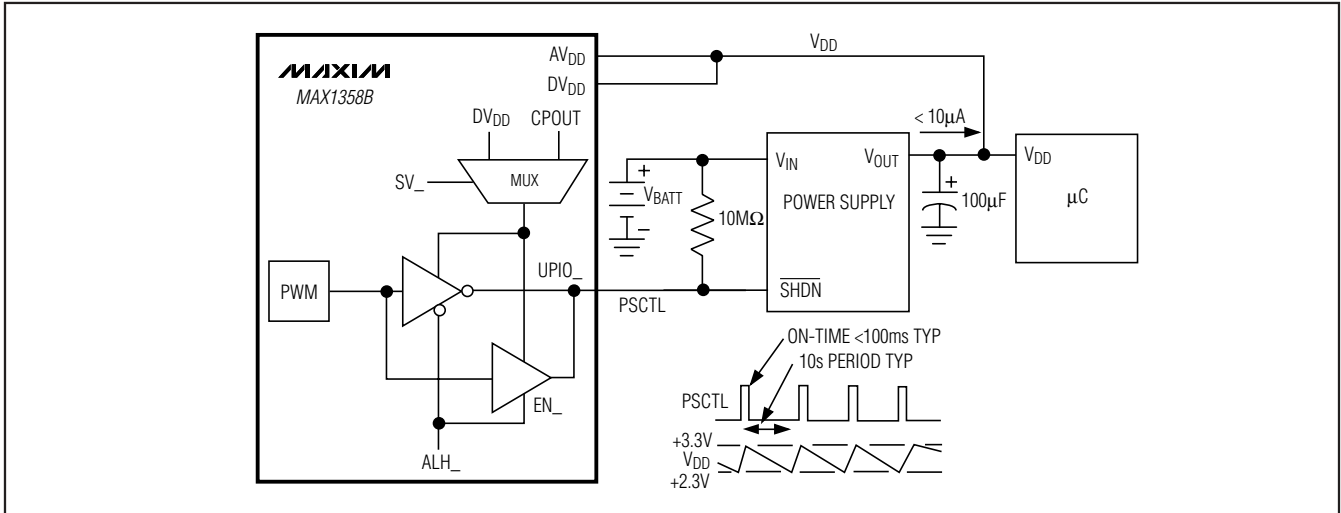 MAXIM
MAX1358B
AVDD
DVDD
VDD
DVDD CPOUT
SV_
MUX
PWM
UPIO_
EN_
ALH_
PSCTL
+
VBATT
−
10MΩ
VIN
VOUT
POWER SUPPLY
SHDN
< 10µA
+
100µF
VDD
µC
ON-TIME <100ms TYP
10s PERIOD TYP
PSCTL
+3.3V
VDD
+2.3V